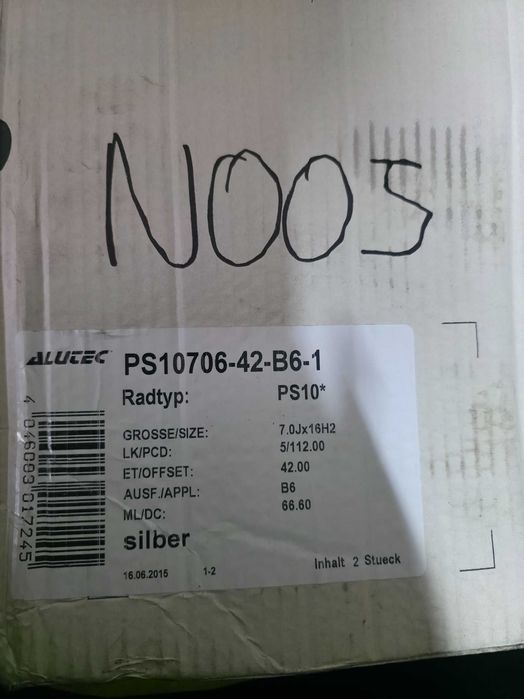 N005
ALUTEC PS10706-42-B6-1
Radtyp: PS10*
GROSSE/SIZE: 7.0Jx16H2
LK/PCD: 5/112.00
ET/OFFSET: 42.00
AUSF./APPL: B6
ML/DC: 66.60
silber
16.06.2015 1-2 Inhalt 2 Stueck
4 046093 017245